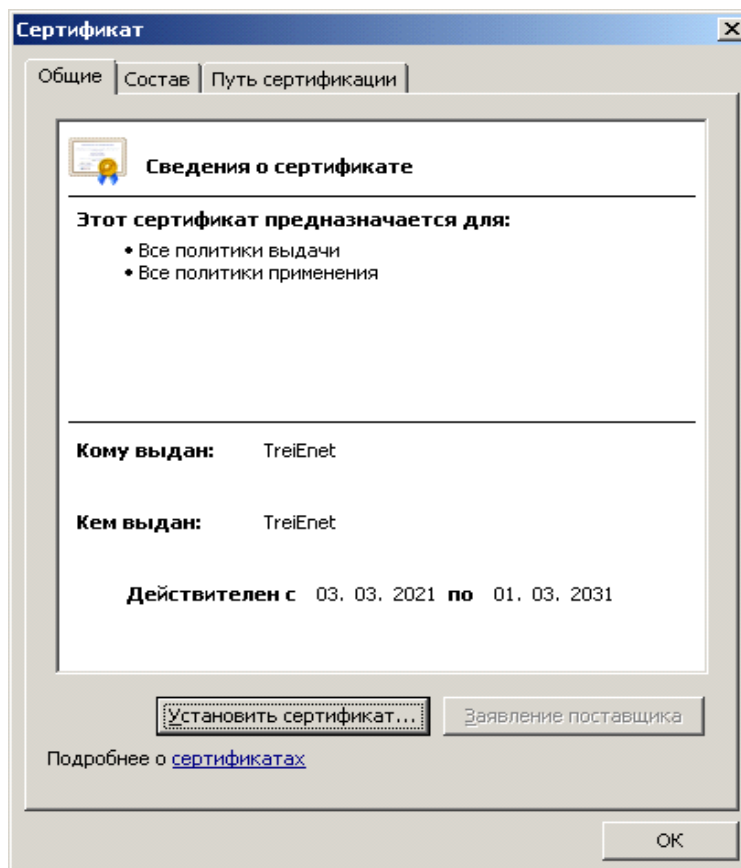 Сертификат
Общие Состав Путь сертификации
Сведения о сертификате
Этот сертификат предназначается для:
• Все политики выдачи
• Все политики применения
Кому выдан: TreiEnet
Кем выдан: TreiEnet
Действителен с 03. 03. 2021 по 01. 03. 2031
Установить сертификат... Заявление поставщика
Подробнее о сертификатах
ОК